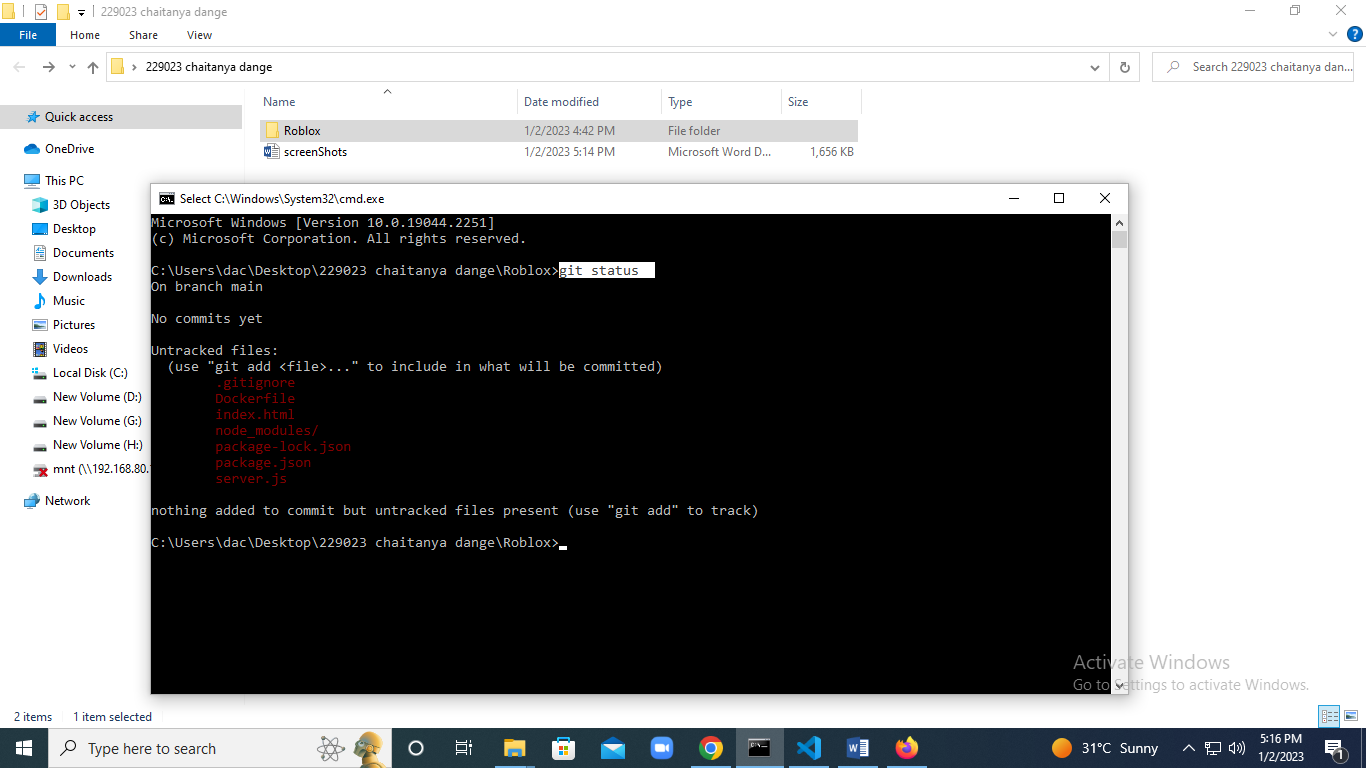 229023 chaitanya dange
File Home Share View
229023 chaitanya dange
Search 229023 chaitanya dan...
Name Date modified Type Size
Quick access
Roblox 1/2/2023 4:42 PM File folder
screenShots 1/2/2023 5:14 PM Microsoft Word D... 1,656 KB
OneDrive
This PC
3D Objects
Desktop
Documents
Downloads
Music
Pictures
Videos
Local Disk (C:)
New Volume (D:)
New Volume (G:)
New Volume (H:)
mnt (\\192.168.80.
Network
Select C:\Windows\System32\cmd.exe
Microsoft Windows [Version 10.0.19044.2251]
(c) Microsoft Corporation. All rights reserved.
C:\Users\dac\Desktop\229023 chaitanya dange\Roblox>git status
On branch main
No commits yet
Untracked files:
(use "git add <file>..." to include in what will be committed)
.gitignore
Dockerfile
index.html
node_modules/
package-lock.json
package.json
server.js
nothing added to commit but untracked files present (use "git add" to track)
C:\Users\dac\Desktop\229023 chaitanya dange\Roblox>
Activate Windows
Go to Settings to activate Windows.
2 items 1 item selected
Type here to search
31°C Sunny
5:16 PM
1/2/2023
1